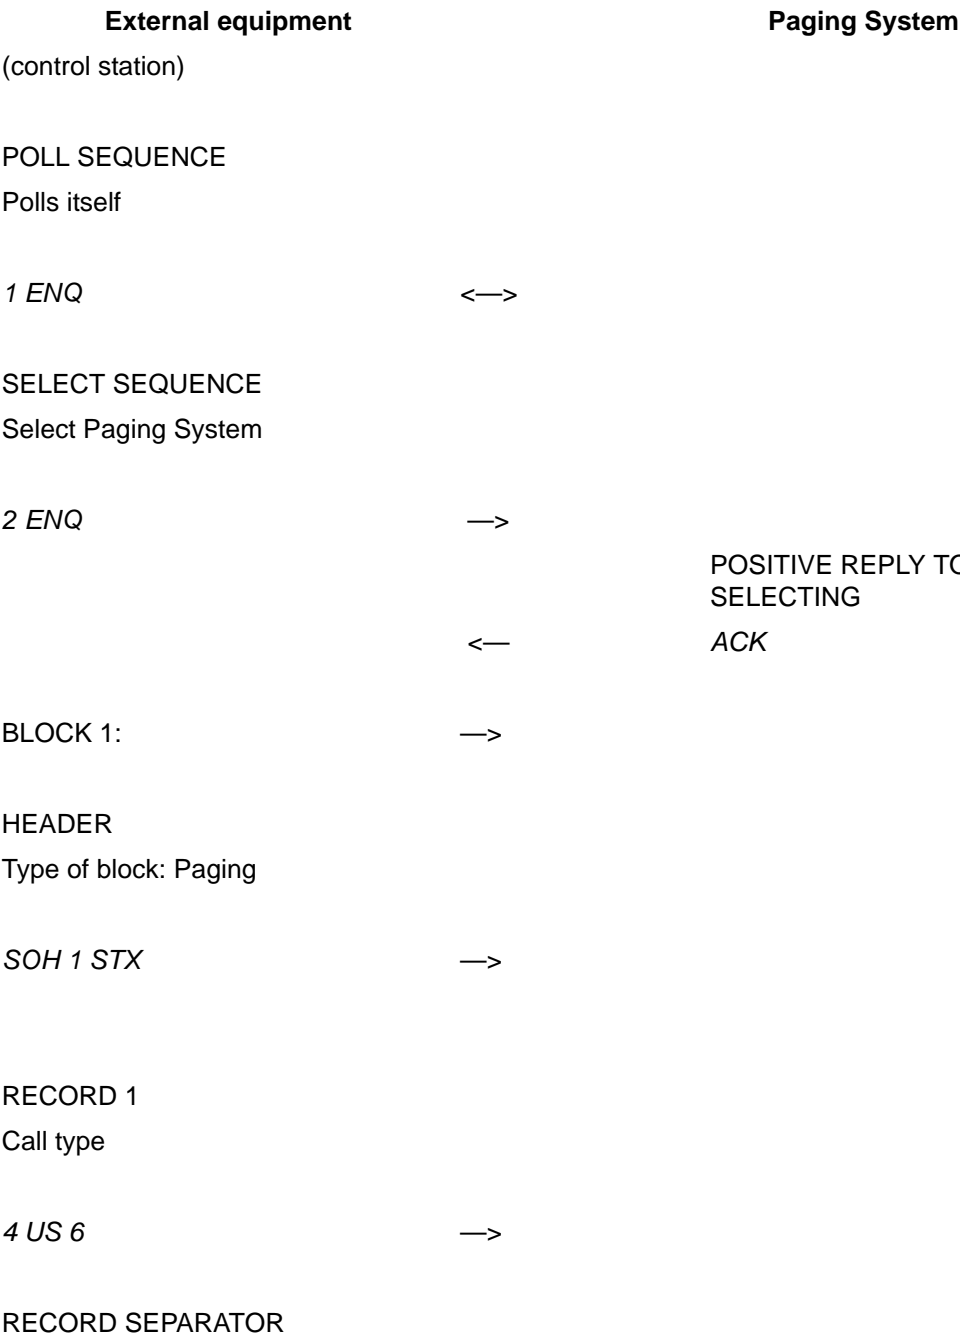 External equipment Paging System
(control station)
POLL SEQUENCE
Polls itself
1 ENQ <—>
SELECT SEQUENCE
Select Paging System
2 ENQ —>
POSITIVE REPLY TO
SELECTING
<— ACK
BLOCK 1: —>
HEADER
Type of block: Paging
SOH 1 STX —>
RECORD 1
Call type
4 US 6 —>
RECORD SEPARATOR